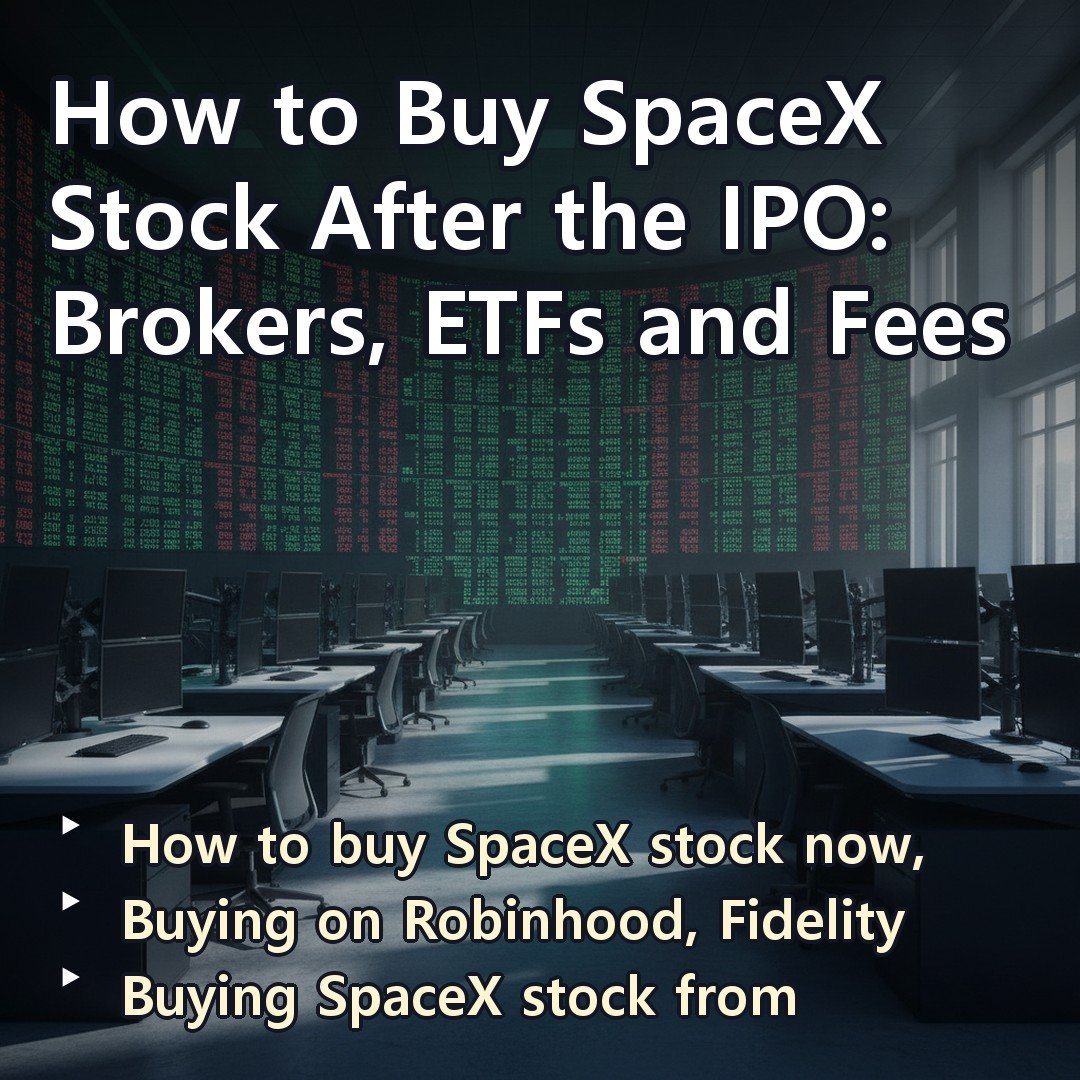 How to Buy SpaceX
Stock After the IPO:
Brokers, ETFs and Fees
How to buy SpaceX stock now,
Buying on Robinhood, Fidelity
Buying SpaceX stock from